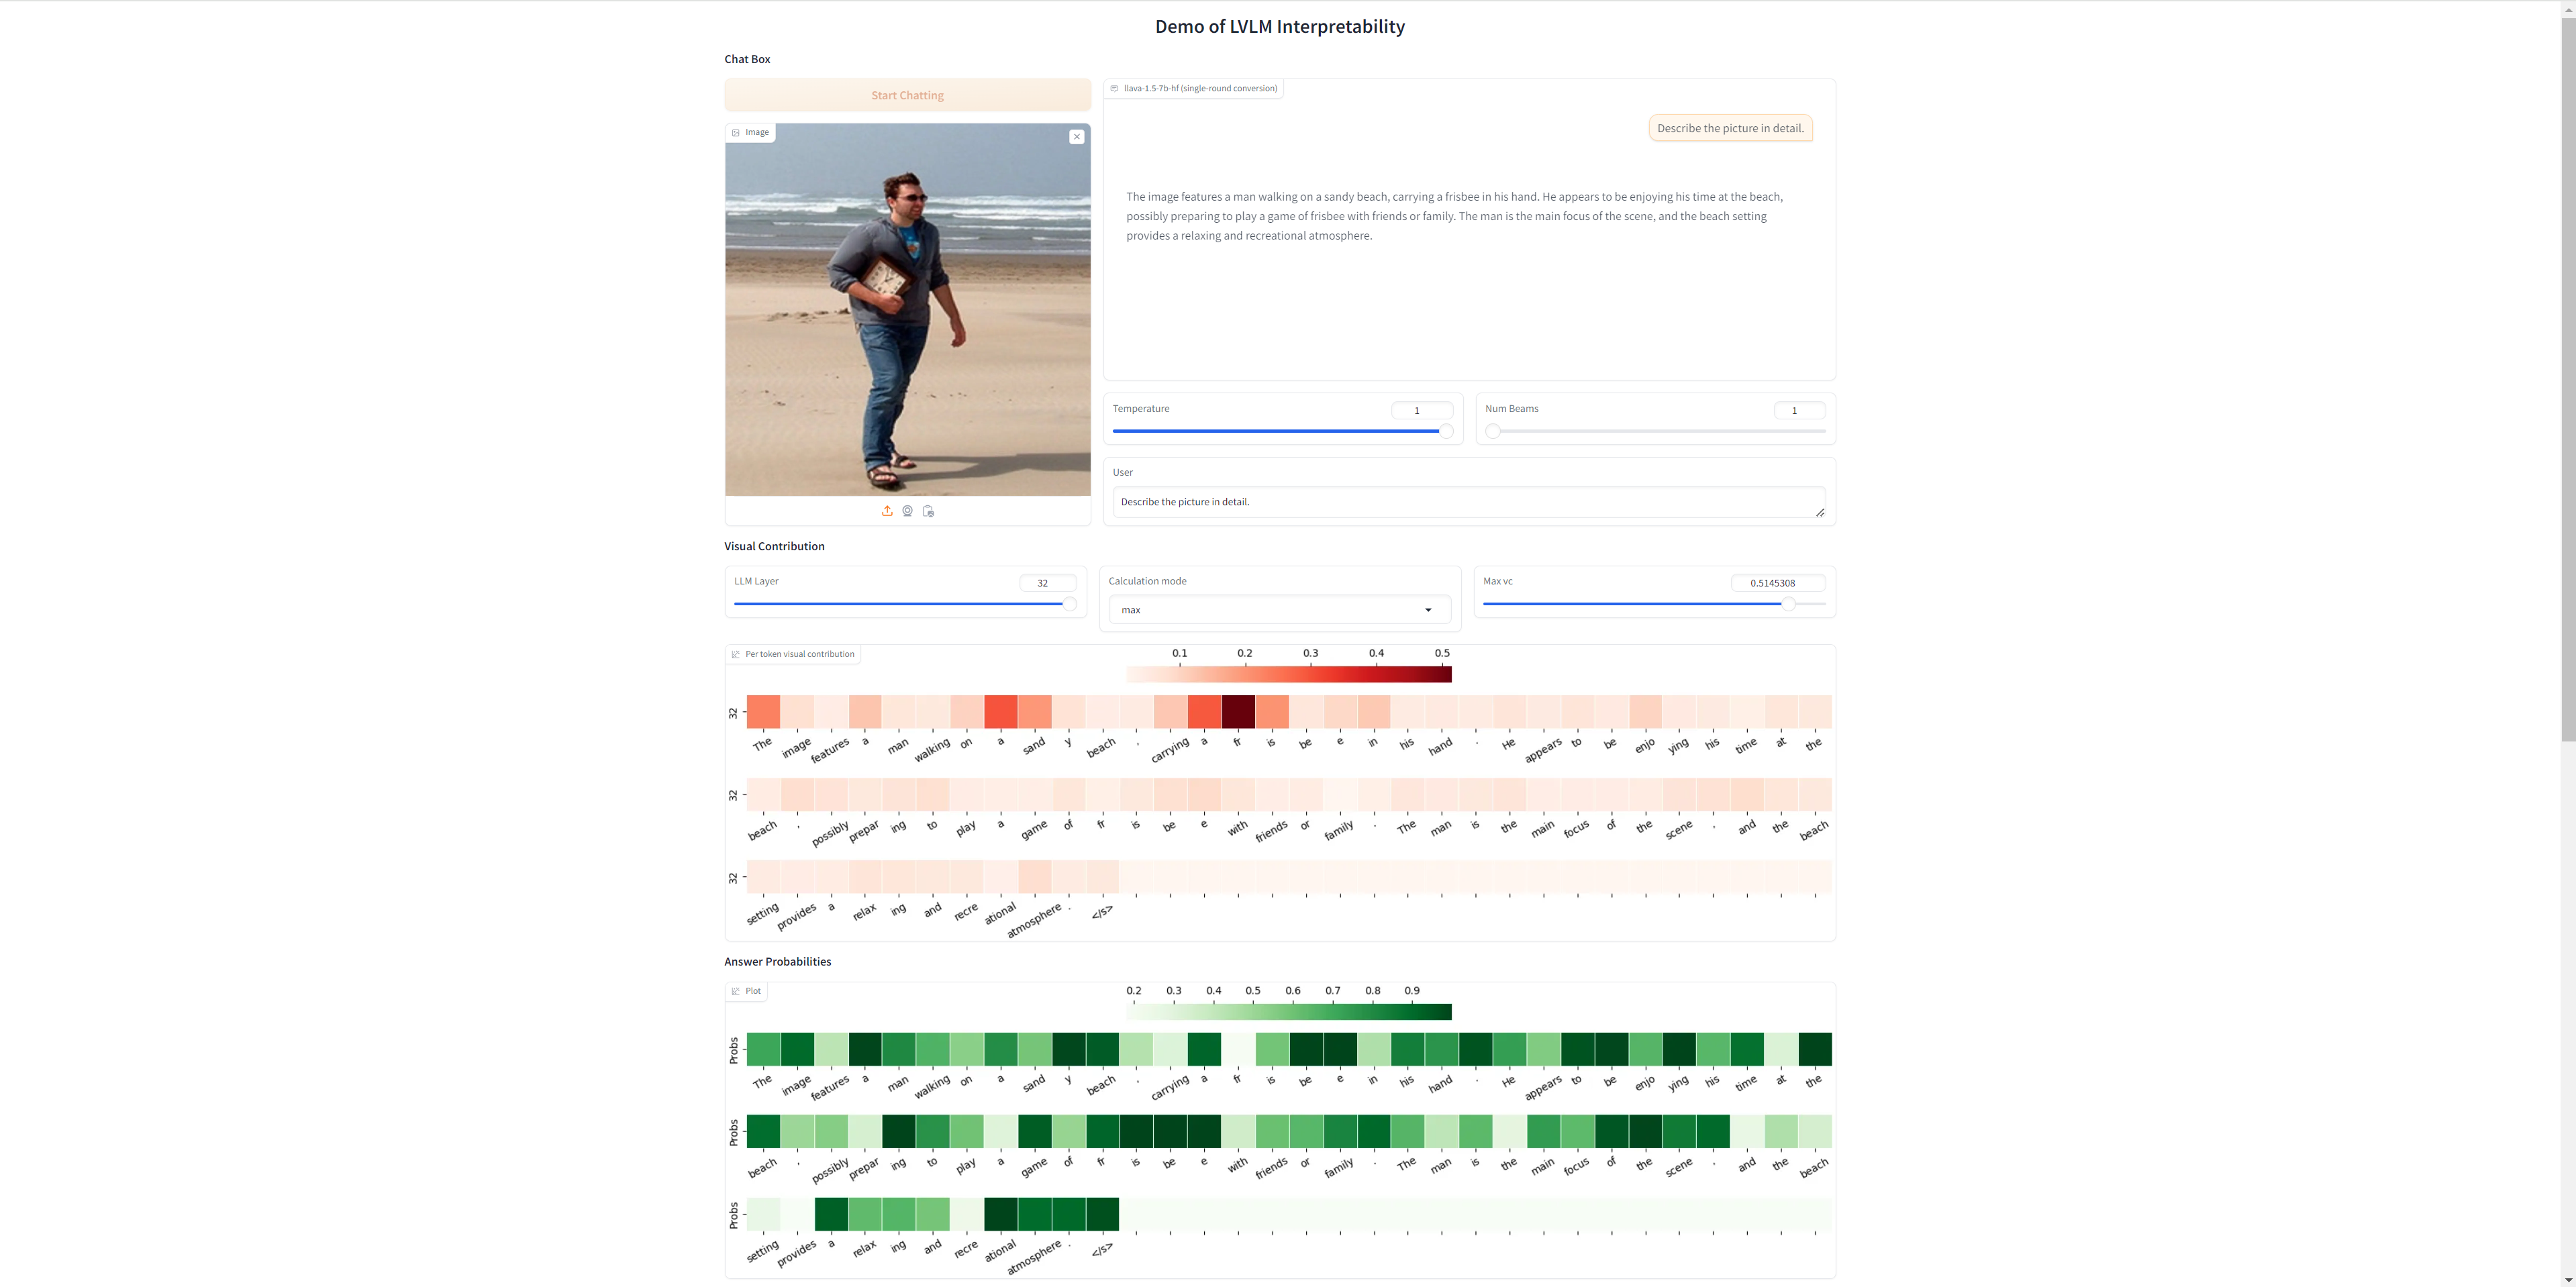 Demo of LVLM Interpretability
Chat Box
Start Chatting
Image
llava-1.5-7b-hf (single-round conversion)
Describe the picture in detail.
The image features a man walking on a sandy beach, carrying a frisbee in his hand. He appears to be enjoying his time at the beach,
possibly preparing to play a game of frisbee with friends or family. The man is the main focus of the scene, and the beach setting
provides a relaxing and recreational atmosphere.
Temperature 1
Num Beams 1
User
Describe the picture in detail.
Visual Contribution
LLM Layer 32
Calculation mode
max
Max vc 0.5145308
Per token visual contribution
0.1 0.2 0.3 0.4 0.5
32
The image features a man walking on a sand y beach , carrying a fr is be e in his hand . He appears to be enjo ying his time at the
32
beach , possibly prepar ing to play a game of fr is be e with friends or family . The man is the main focus of the scene , and the beach
32
setting provides a relax ing and recre ational atmosphere . </s>
Answer Probabilities
Plot
0.2 0.3 0.4 0.5 0.6 0.7 0.8 0.9
Probs
The image features a man walking on a sand y beach , carrying a fr is be e in his hand . He appears to be enjo ying his time at the
Probs
beach , possibly prepar ing to play a game of fr is be e with friends or family . The man is the main focus of the scene , and the beach
Probs
setting provides a relax ing and recre ational atmosphere . </s>